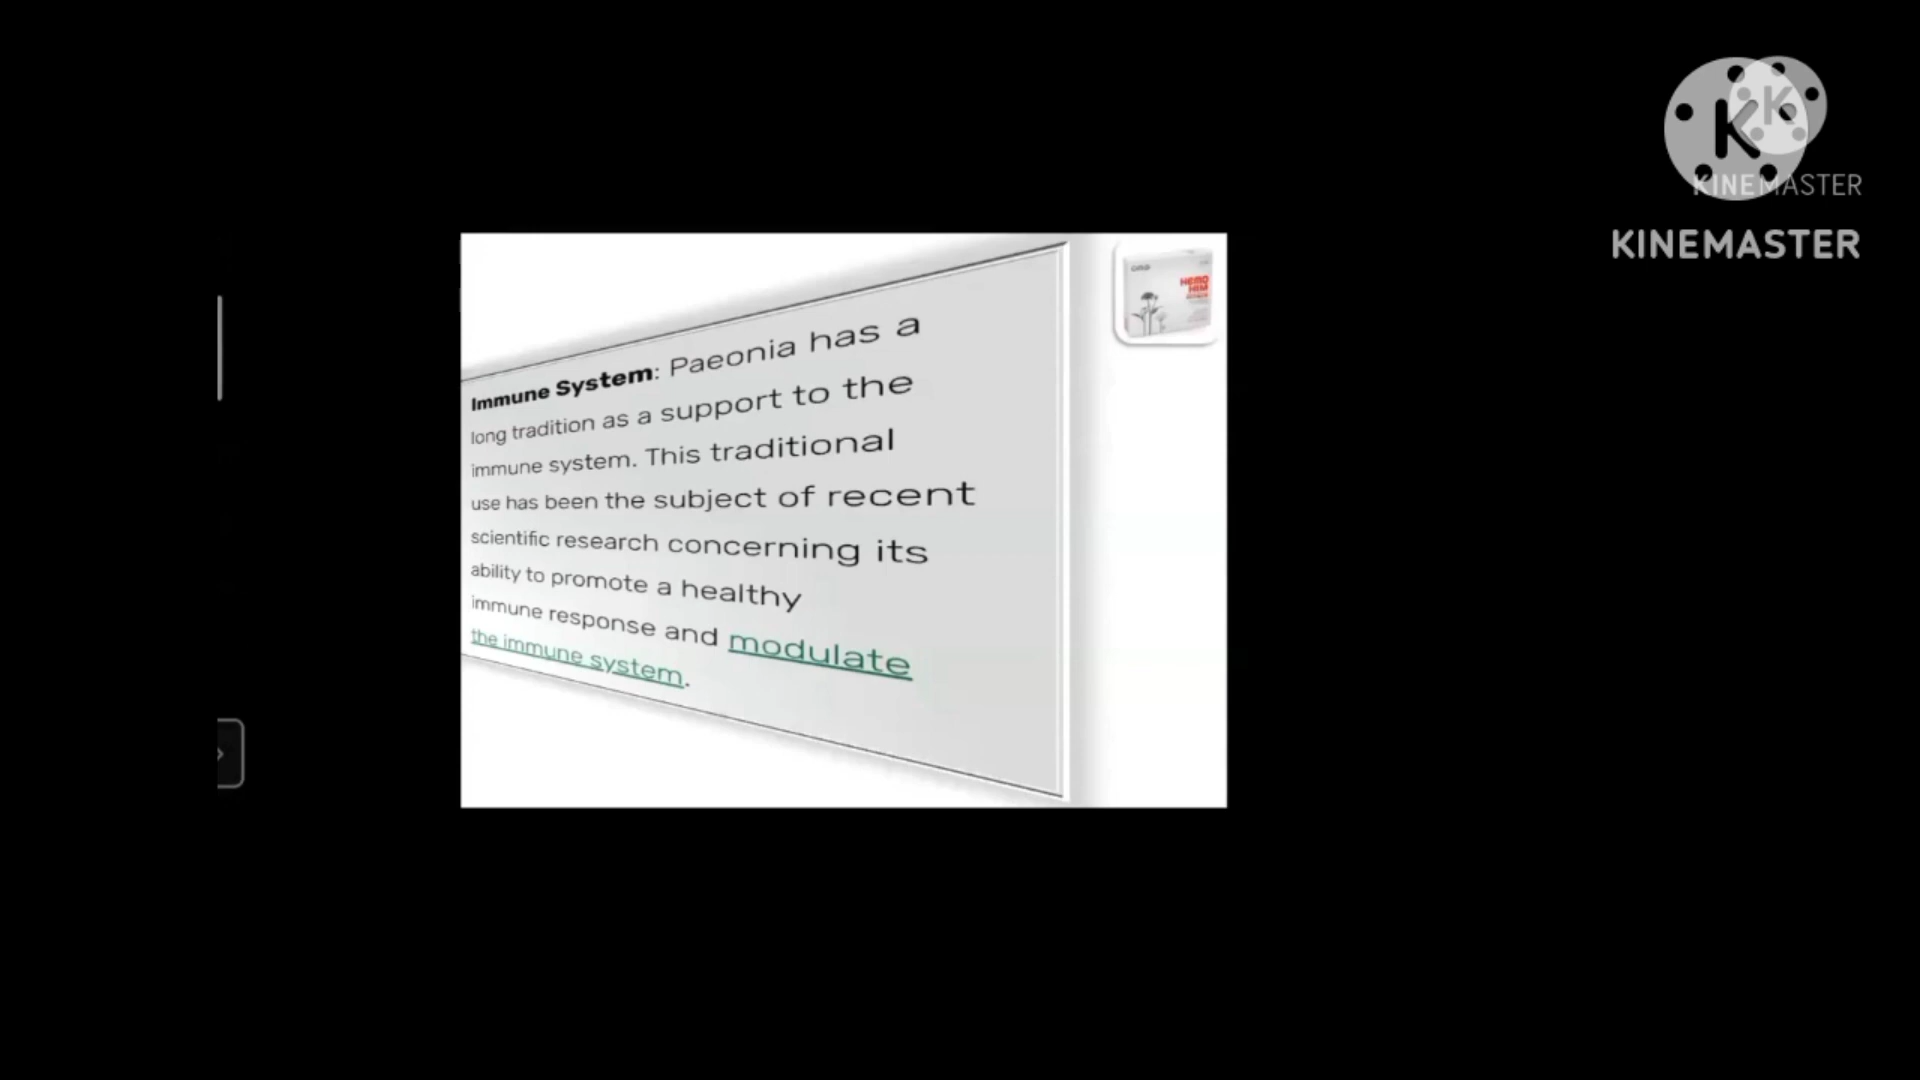 KINEMASTER
KINEMASTER
Immune System: Paeonia has a
long tradition as a support to the
immune system. This traditional
use has been the subject of recent
scientific research concerning its
ability to promote a healthy
immune response and modulate
the immune system.
HEMO
HIM